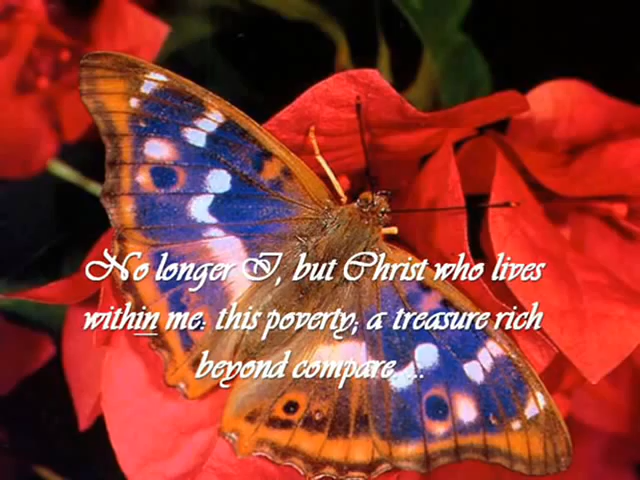 No longer I, but Christ who lives
within me: this poverty; a treasure rich
beyond compare. ...